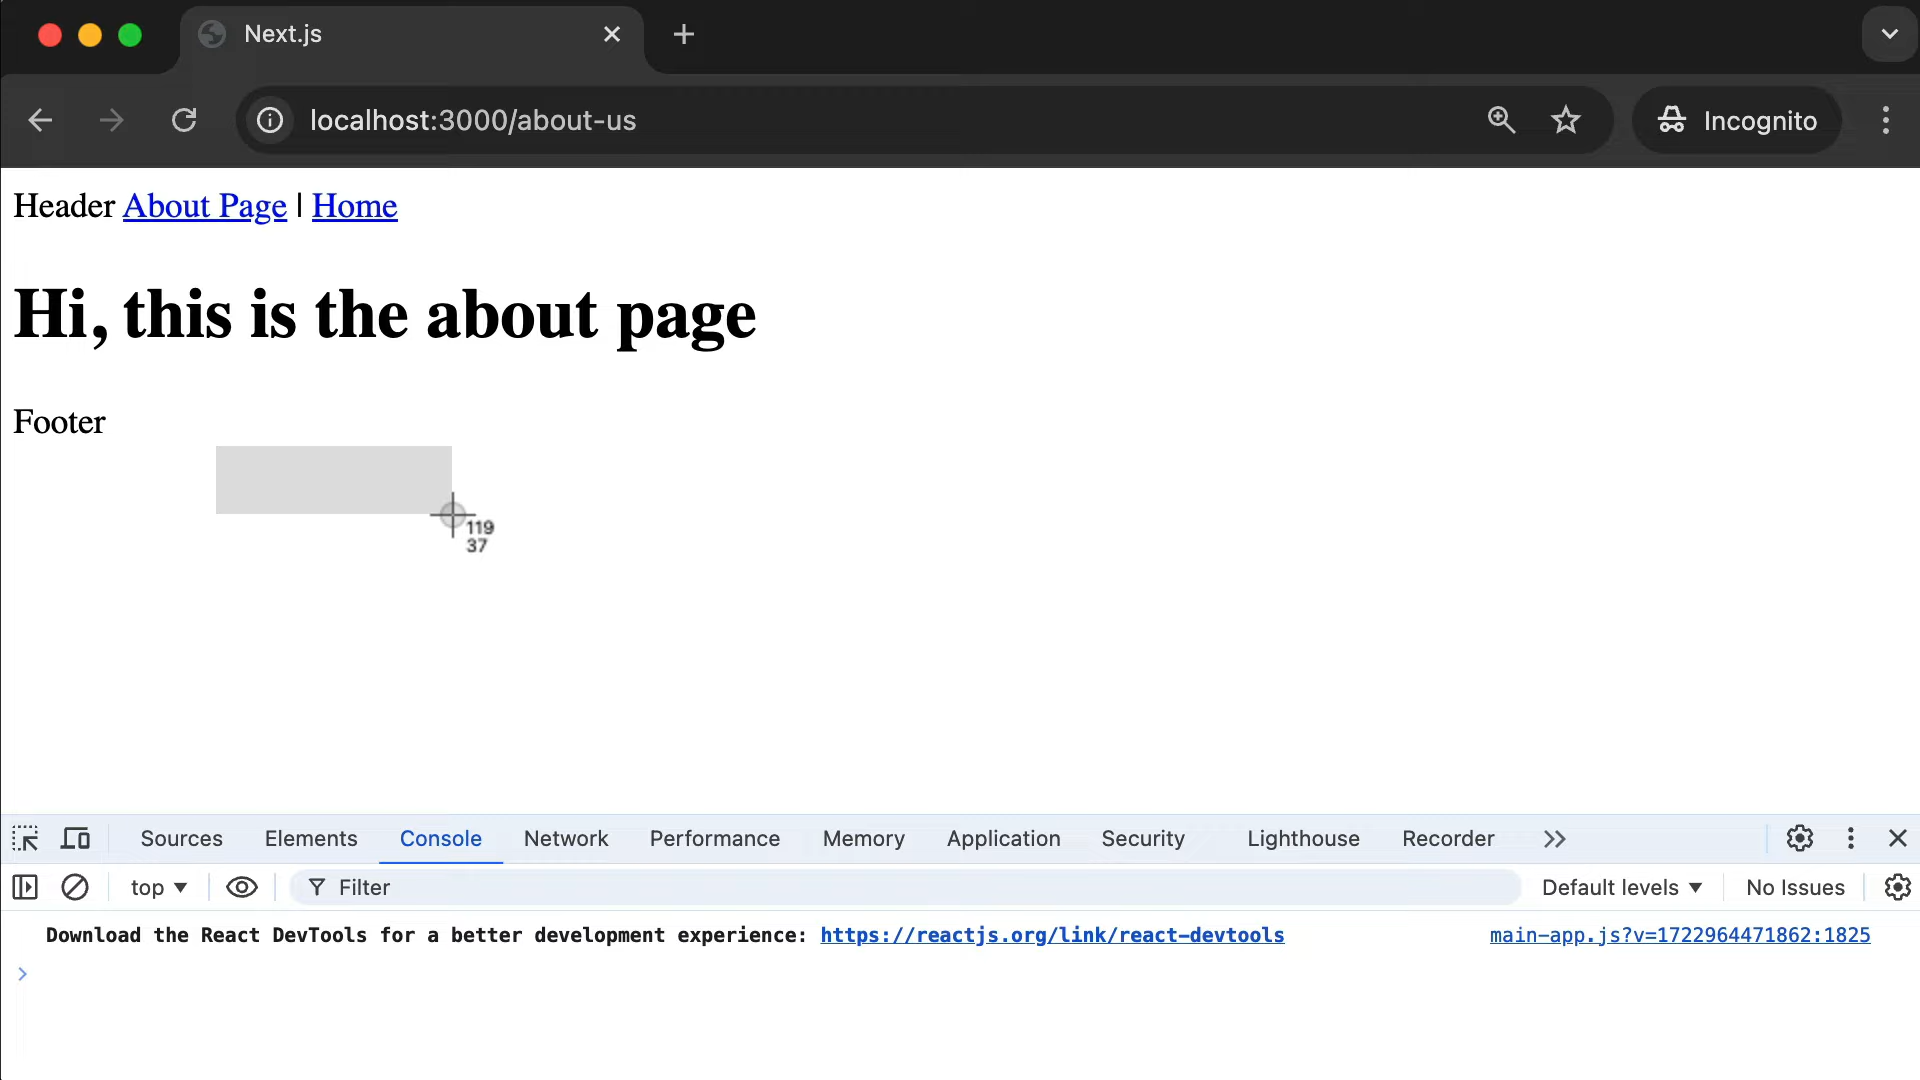 Next.js
localhost:3000/about-us
Incognito
Header About Page | Home
Hi, this is the about page
Footer
119
37
Sources Elements Console Network Performance Memory Application Security Lighthouse Recorder
top Filter Default levels No Issues
Download the React DevTools for a better development experience: https://reactjs.org/link/react-devtools main-app.js?v=1722964471862:1825